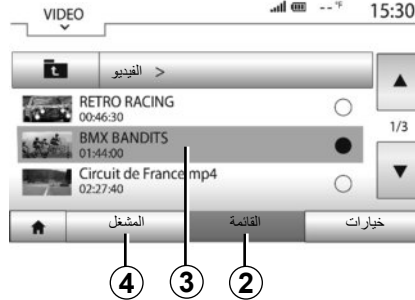 VIDEO
--°F
15:30
الفيديو >
RETRO RACING
00:46:30
BMX BANDITS
01:44:00
1/3
Circuit de France.mp4
02:27:40
المشغل
القائمة
خيارات
4
3
2